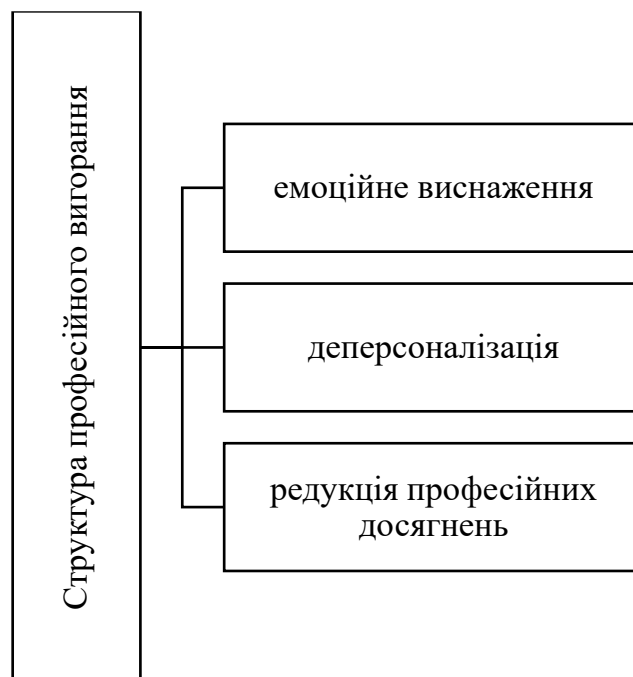 Структура професійного вигорання
емоційне виснаження
деперсоналізація
редукція професійних
досягнень